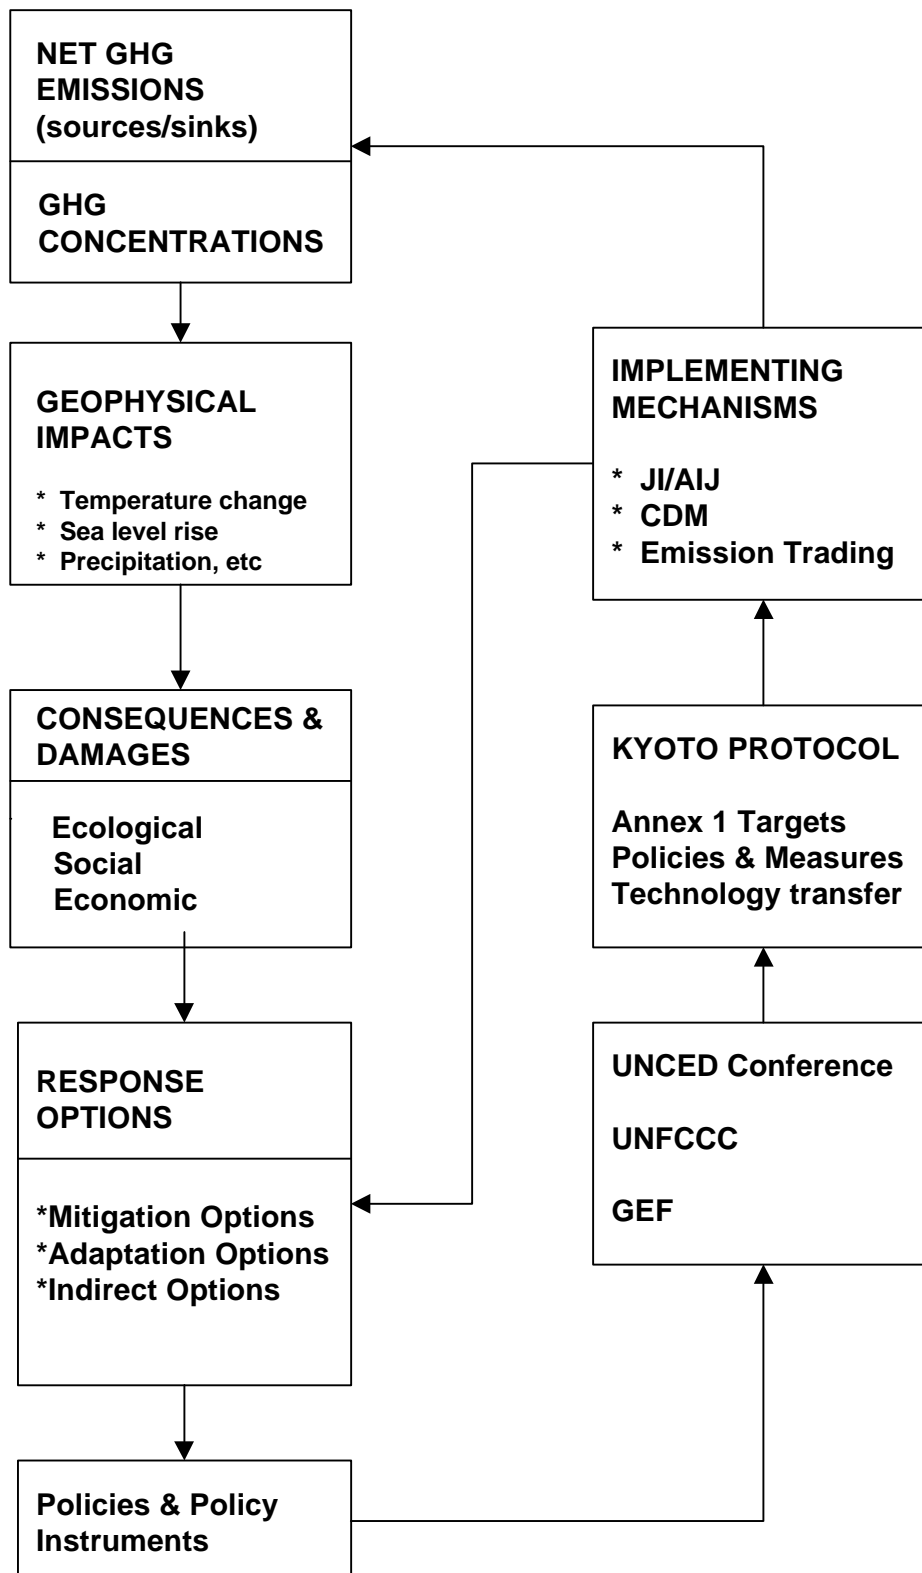 NET GHG
EMISSIONS
(sources/sinks)
GHG
CONCENTRATIONS
GEOPHYSICAL
IMPACTS
* Temperature change
* Sea level rise
* Precipitation, etc
CONSEQUENCES &
DAMAGES
Ecological
Social
Economic
RESPONSE
OPTIONS
*Mitigation Options
*Adaptation Options
*Indirect Options
Policies & Policy
Instruments
IMPLEMENTING
MECHANISMS
* JI/AIJ
* CDM
* Emission Trading
KYOTO PROTOCOL
Annex 1 Targets
Policies & Measures
Technology transfer
UNCED Conference
UNFCCC
GEF